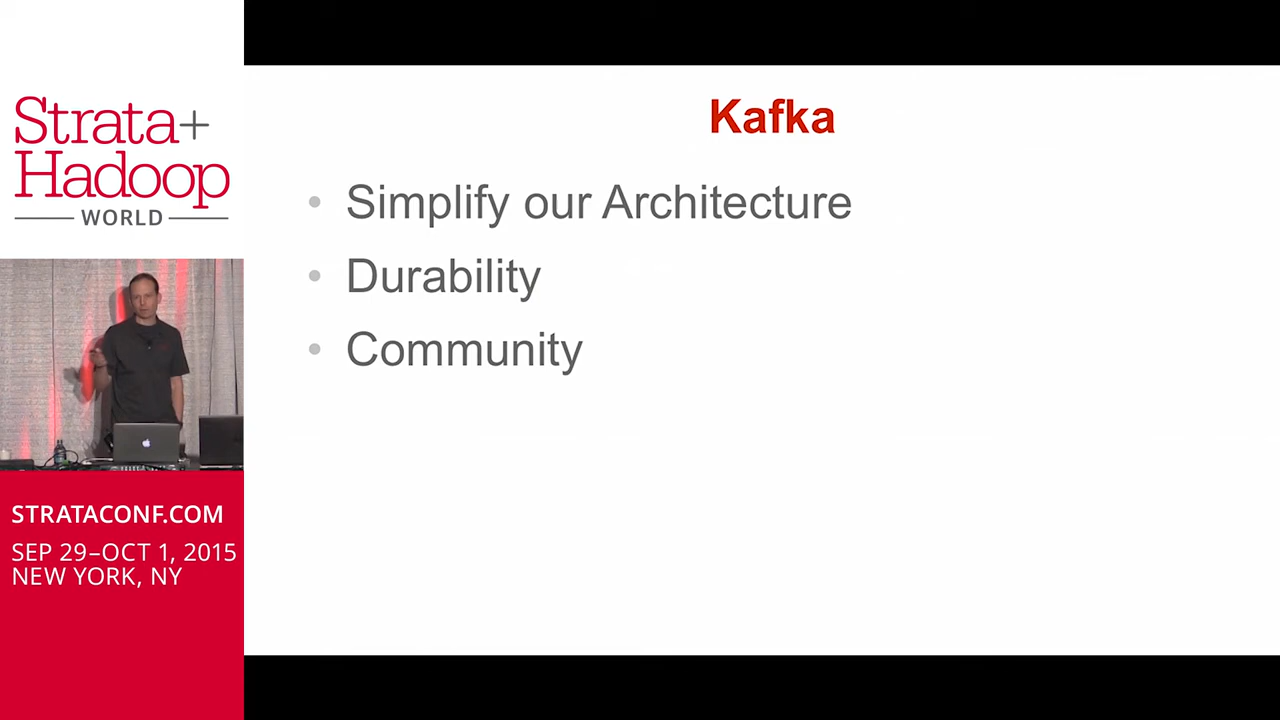 Strata+
Hadoop
WORLD
STRATACONF.COM
SEP 29–OCT 1, 2015
NEW YORK, NY
Kafka
• Simplify our Architecture
• Durability
• Community